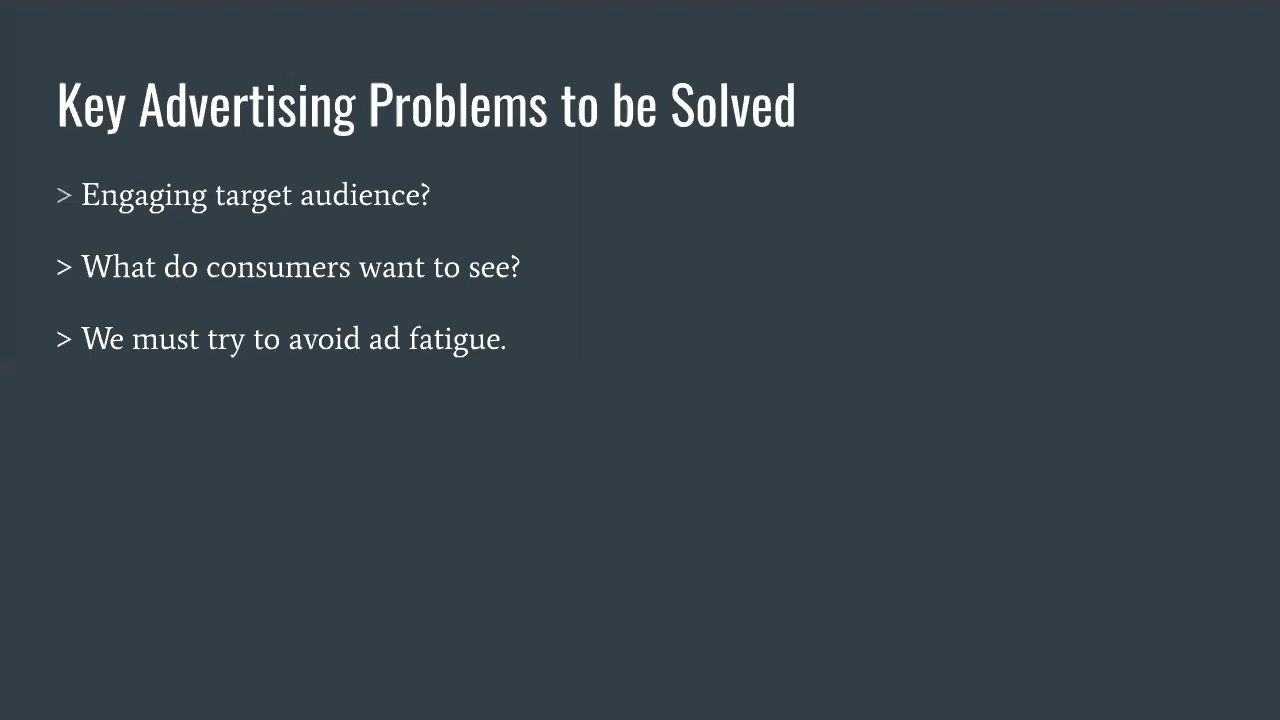 Key Advertising Problems to be Solved
> Engaging target audience?
> What do consumers want to see?
> We must try to avoid ad fatigue.